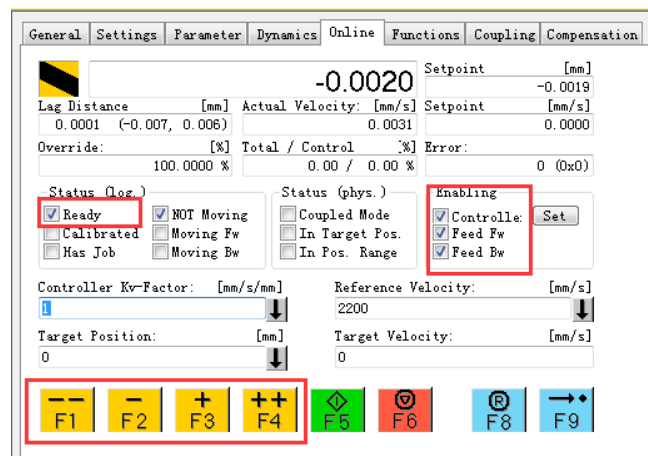 General Settings Parameter Dynamics Online Functions Coupling Compensation
-0.0020
Setpoint [mm]
-0.0019
Lag Distance [mm] Actual Velocity: [mm/s] Setpoint [mm/s]
0.0001 (-0.007, 0.006) 0.0031 0.0000
Override: [%] Total / Control [%] Error:
100.0000 % 0.00 / 0.00 % 0 (0x0)
Status (log.) Status (phys.) Enabling
Ready NOT Moving Coupled Mode Controlle: Set
Calibrated Moving Fw In Target Pos. Feed Fw
Has Job Moving Bw In Pos. Range Feed Bw
Controller Kv-Factor: [mm/s/mm] Reference Velocity: [mm/s]
1 2200
Target Position: [mm] Target Velocity: [mm/s]
0 0
-- - + ++
F1 F2 F3 F4 F5 F6 F8 F9